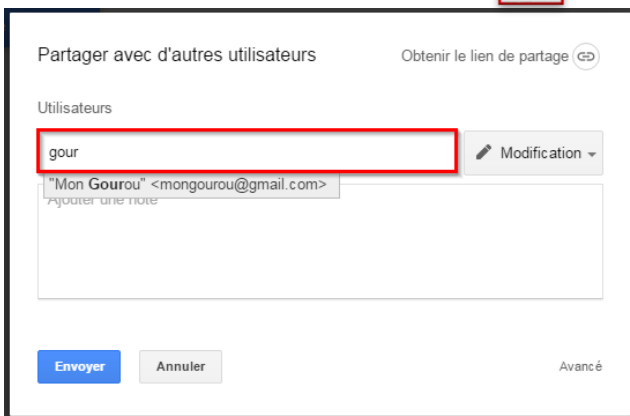 Partager avec d'autres utilisateurs
Obtenir le lien de partage
Utilisateurs
gour
Modification
"Mon Gourou" <mongourou@gmail.com>
Ajouter une note
Envoyer
Annuler
Avancé